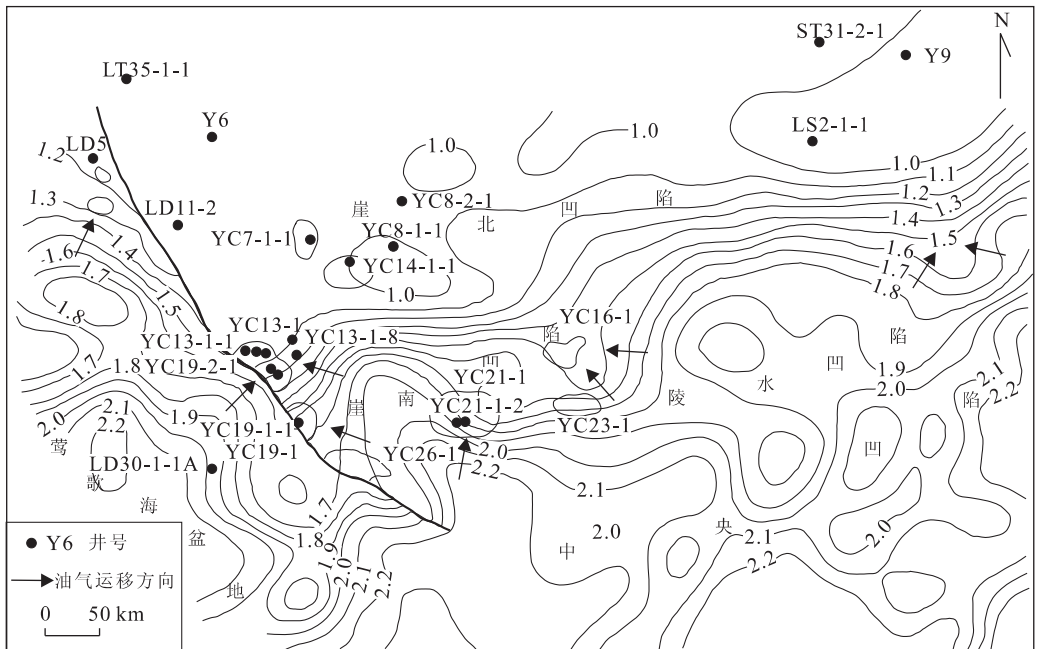 N
ST31-2-1
Y9
LT35-1-1
Y6
LS2-1-1
LD5
1.2
1.0
1.0
1.0
1.1
1.2
1.3
1.4
1.5
1.6
1.7
1.8
1.3
崖
北
凹
陷
YC8-2-1
LD11-2
YC7-1-1
YC8-1-1
YC14-1-1
1.0
1.4
1.6
1.7
1.5
1.8
YC13-1
YC16-1
YC13-1-1
YC13-1-8
YC19-2-1
陷
凹
南
崖
1.7
1.8
1.9
2.0
2.1
2.2
YC21-1
YC21-1-2
YC23-1
陵
水
凹
陷
1.9
2.0
2.1
2.2
YC19-1-1
YC19-1
YC26-1
2.0
2.2
2.1
莺
歌
海
盆
地
LD30-1-1A
1.7
1.8
1.9
2.0
2.1
2.2
2.0
中
央
凹
陷
2.0
2.1
2.2
Y6 井号
油气运移方向
0 50 km